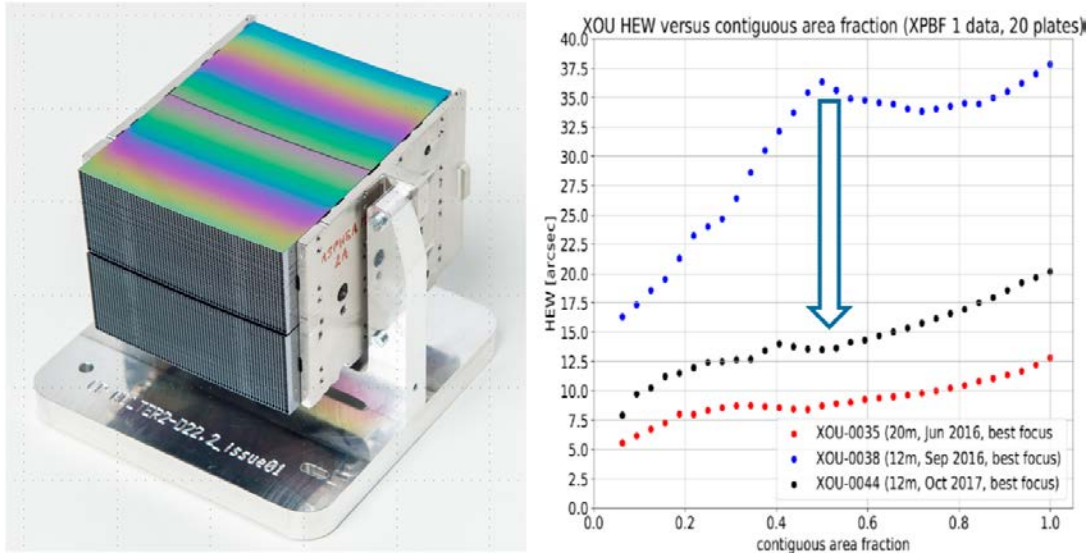 _TER2-D22.2_issue01
XOU HEW versus contiguous area fraction (XPBF 1 data, 20 plates)
HEW [arcsec]
40.0
37.5
35.0
32.5
30.0
27.5
25.0
22.5
20.0
17.5
15.0
12.5
10.0
7.5
5.0
2.5
0.0
XOU-0035 (20m, Jun 2016, best focus
XOU-0038 (12m, Sep 2016, best focus)
XOU-0044 (12m, Oct 2017, best focus)
0.0 0.2 0.4 0.6 0.8 1.0
contiguous area fraction